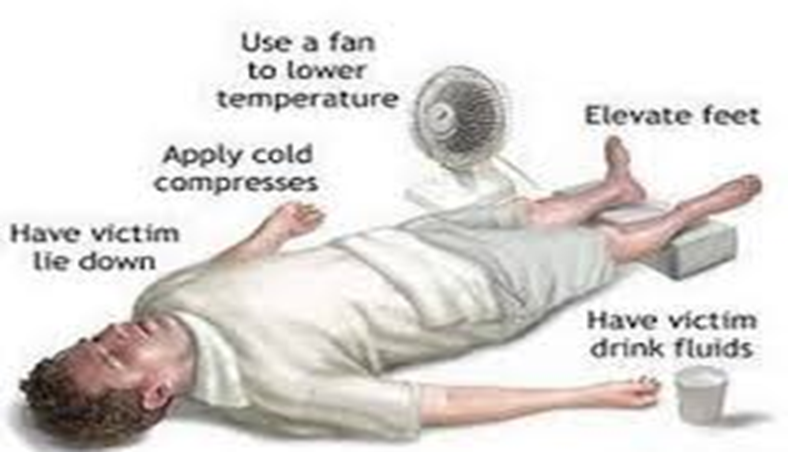 Use a fan
to lower
temperature
Elevate feet
Apply cold
compresses
Have victim
lie down
Have victim
drink fluids